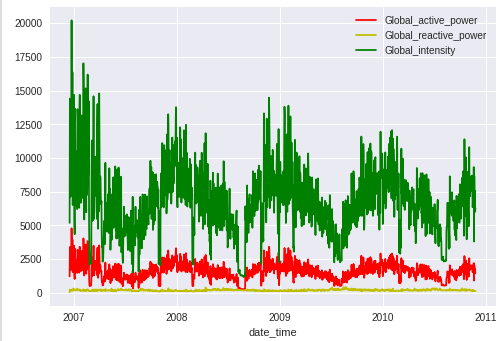 20000
17500
15000
12500
10000
7500
5000
2500
0
Global_active_power
Global_reactive_power
Global_intensity
2007 2008 2009 2010 2011
date_time